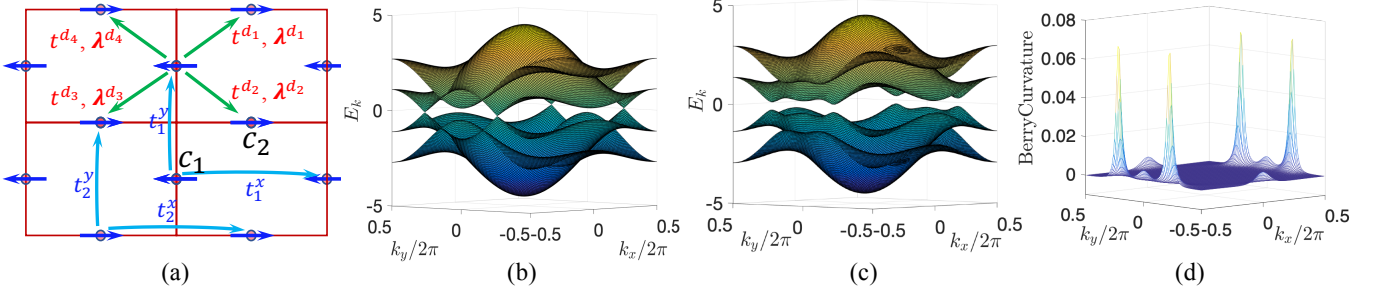 t^{d_4}, λ^{d_4}
t^{d_1}, λ^{d_1}
t^{d_3}, λ^{d_3}
t^{d_2}, λ^{d_2}
t_1^y
c_2
c_1
t_2^y
t_1^x
t_2^x
(a)
5
E_k
0
-5
0.5
0
-0.5
-0.5
0
0.5
k_y/2π
k_x/2π
(b)
5
E_k
0
-5
0.5
0
-0.5
-0.5
0
0.5
k_y/2π
k_x/2π
(c)
0.08
0.06
0.04
0.02
0
BerryCurvature
0.5
0
-0.5
-0.5
0
0.5
k_y/2π
k_x/2π
(d)